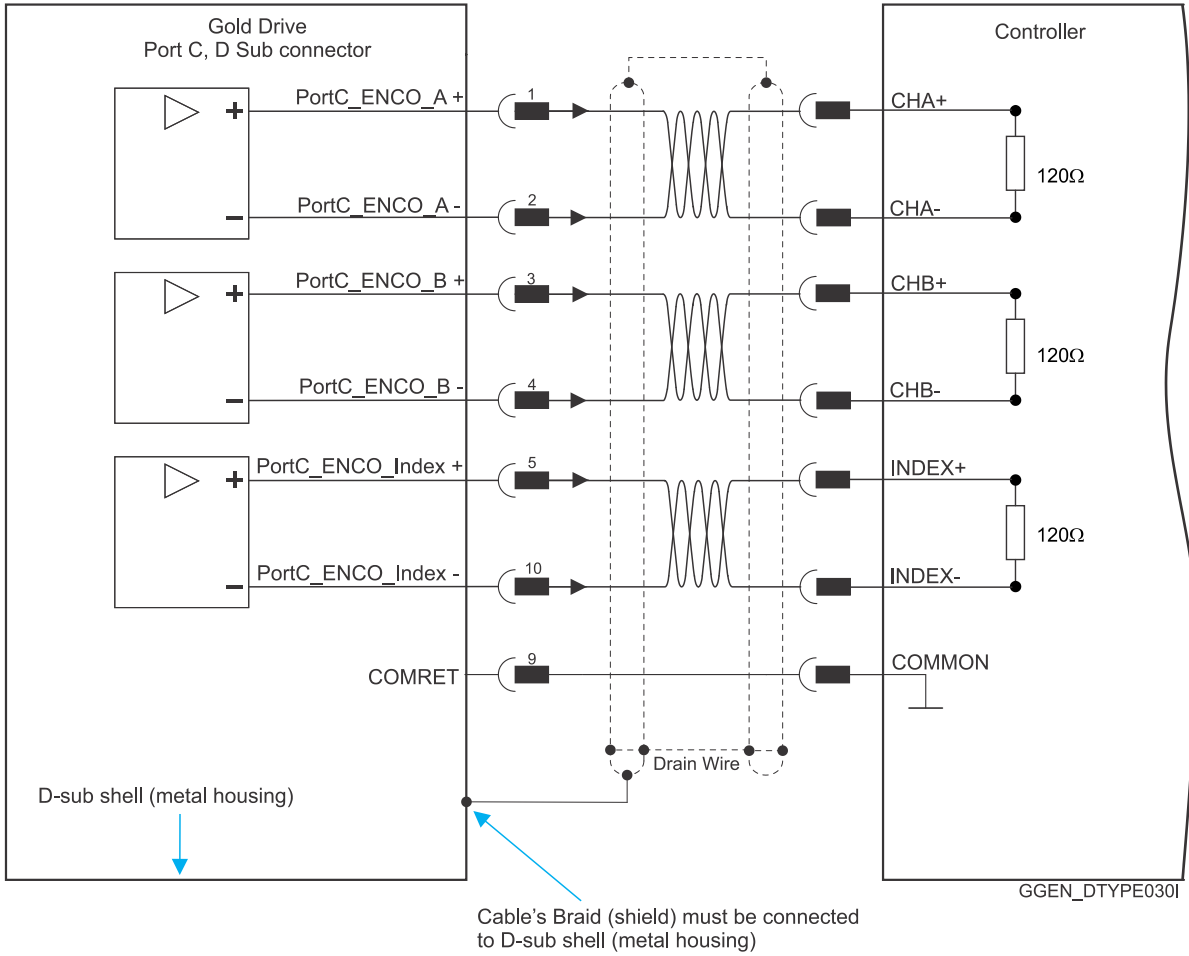 Gold Drive
Port C, D Sub connector
Controller
PortC_ENCO_A +
1
CHA+
+
120Ω
PortC_ENCO_A -
2
CHA-
−
PortC_ENCO_B +
3
CHB+
+
120Ω
PortC_ENCO_B -
4
CHB-
−
PortC_ENCO_Index +
5
INDEX+
+
120Ω
PortC_ENCO_Index -
10
INDEX-
−
COMRET
9
COMMON
Drain Wire
D-sub shell (metal housing)
GGEN_DTYPE030I
Cable's Braid (shield) must be connected
to D-sub shell (metal housing)